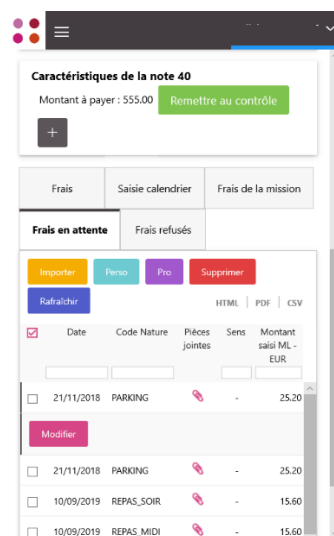 Caractéristiques de la note 40
Montant à payer : 555.00 Remettre au contrôle
+
Frais Saisie calendrier Frais de la mission
Frais en attente Frais refusés
Importer Perso Pro Supprimer
Rafraîchir HTML | PDF | CSV
Date Code Nature Pièces jointes Sens Montant saisi ML - EUR
21/11/2018 PARKING - 25.20
Modifier
21/11/2018 PARKING - 25.20
10/09/2019 REPAS_SOIR - 15.60
10/09/2019 REPAS_MIDI - 15.60